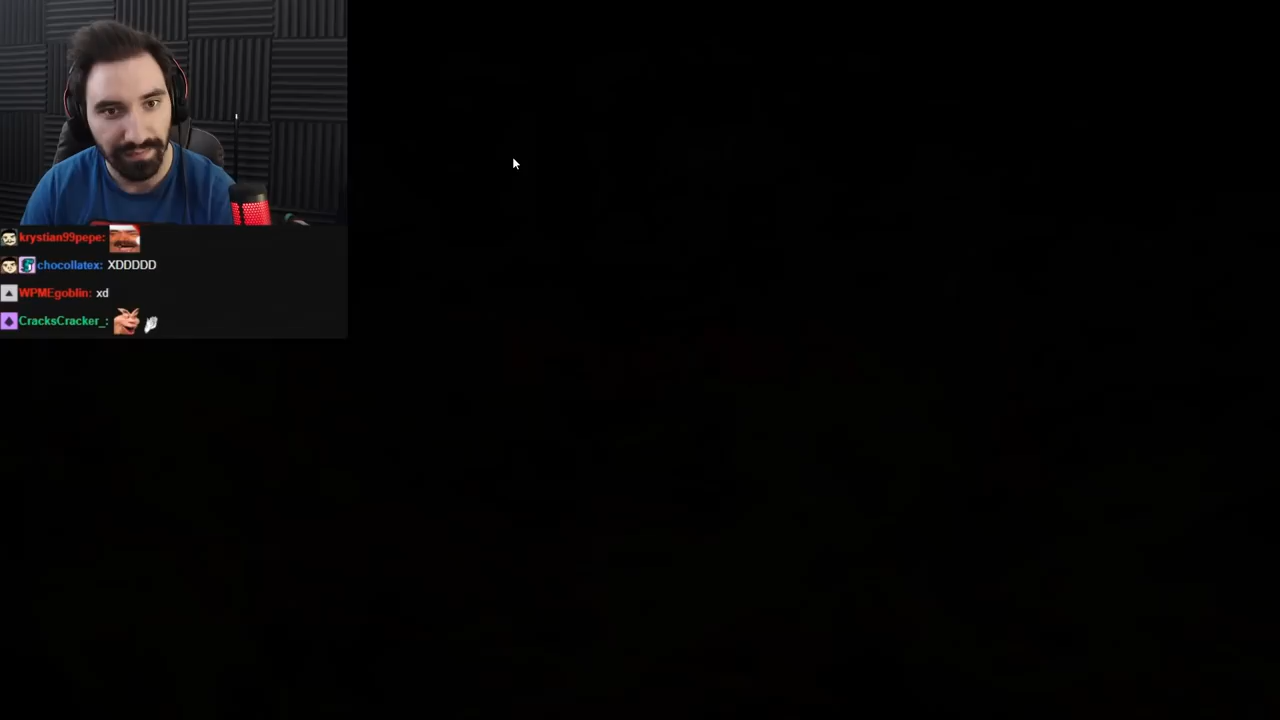 krystian99pepe:
chocollatex: XDDDDD
WPMEgoblin: xd
CracksCracker_: